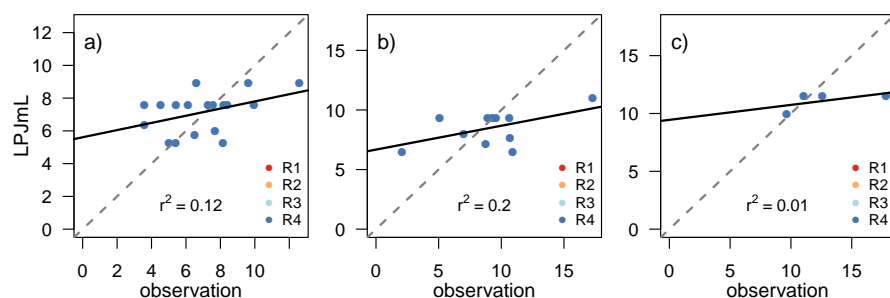 a)
12
10
8
6
4
2
0
LPJmL
R1
R2
R3
R4
r² = 0.12
0 2 4 6 8 10
observation
b)
15
10
5
0
R1
R2
R3
R4
r² = 0.2
0 5 10 15
observation
c)
15
10
5
0
R1
R2
R3
R4
r² = 0.01
0 5 10 15
observation